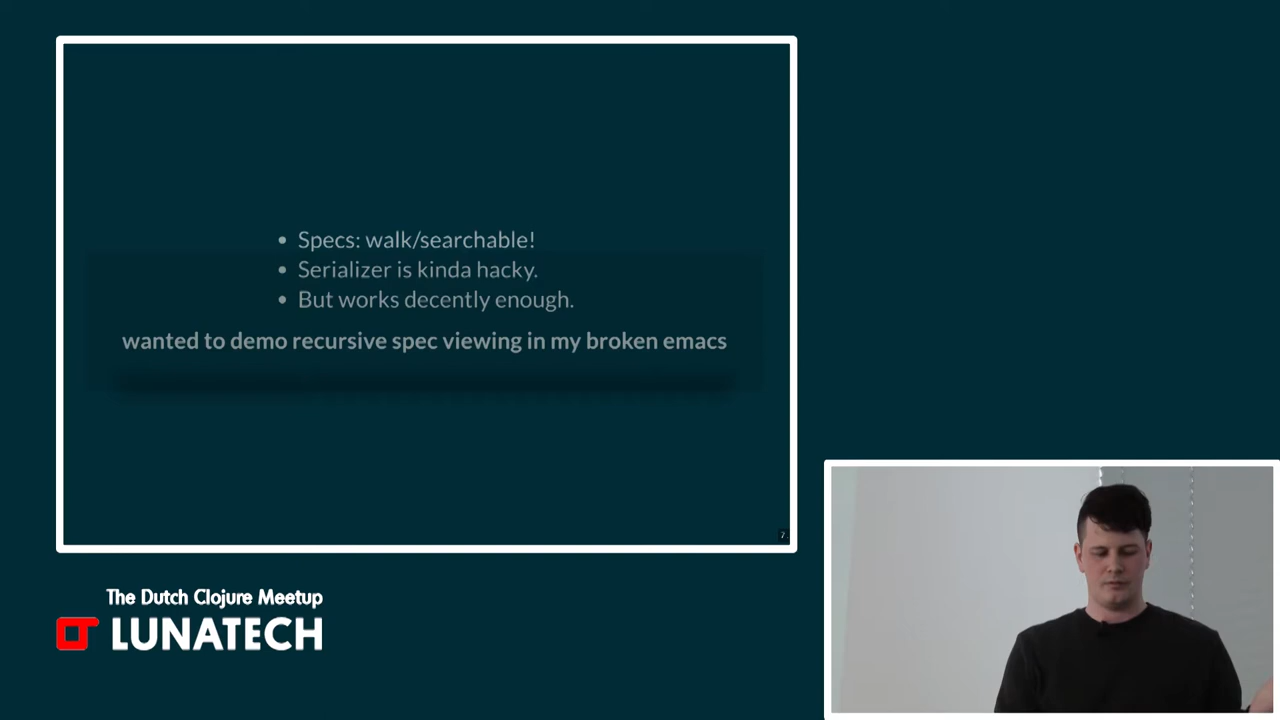 Specs: walk/searchable!
Serializer is kinda hacky.
But works decently enough.
wanted to demo recursive spec viewing in my broken emacs
7
The Dutch Clojure Meetup
LUNATECH